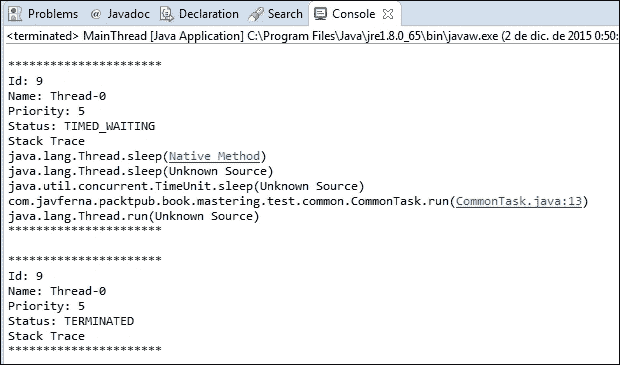 Problems @ Javadoc Declaration Search Console
<terminated> MainThread [Java Application] C:\Program Files\Java\jre1.8.0_65\bin\javaw.exe (2 de dic. de 2015 0:50:
**********************
Id: 9
Name: Thread-0
Priority: 5
Status: TIMED_WAITING
Stack Trace
java.lang.Thread.sleep(Native Method)
java.lang.Thread.sleep(Unknown Source)
java.util.concurrent.TimeUnit.sleep(Unknown Source)
com.javferna.packtpub.book.mastering.test.common.CommonTask.run(CommonTask.java:13)
java.lang.Thread.run(Unknown Source)
**********************
**********************
Id: 9
Name: Thread-0
Priority: 5
Status: TERMINATED
Stack Trace
**********************